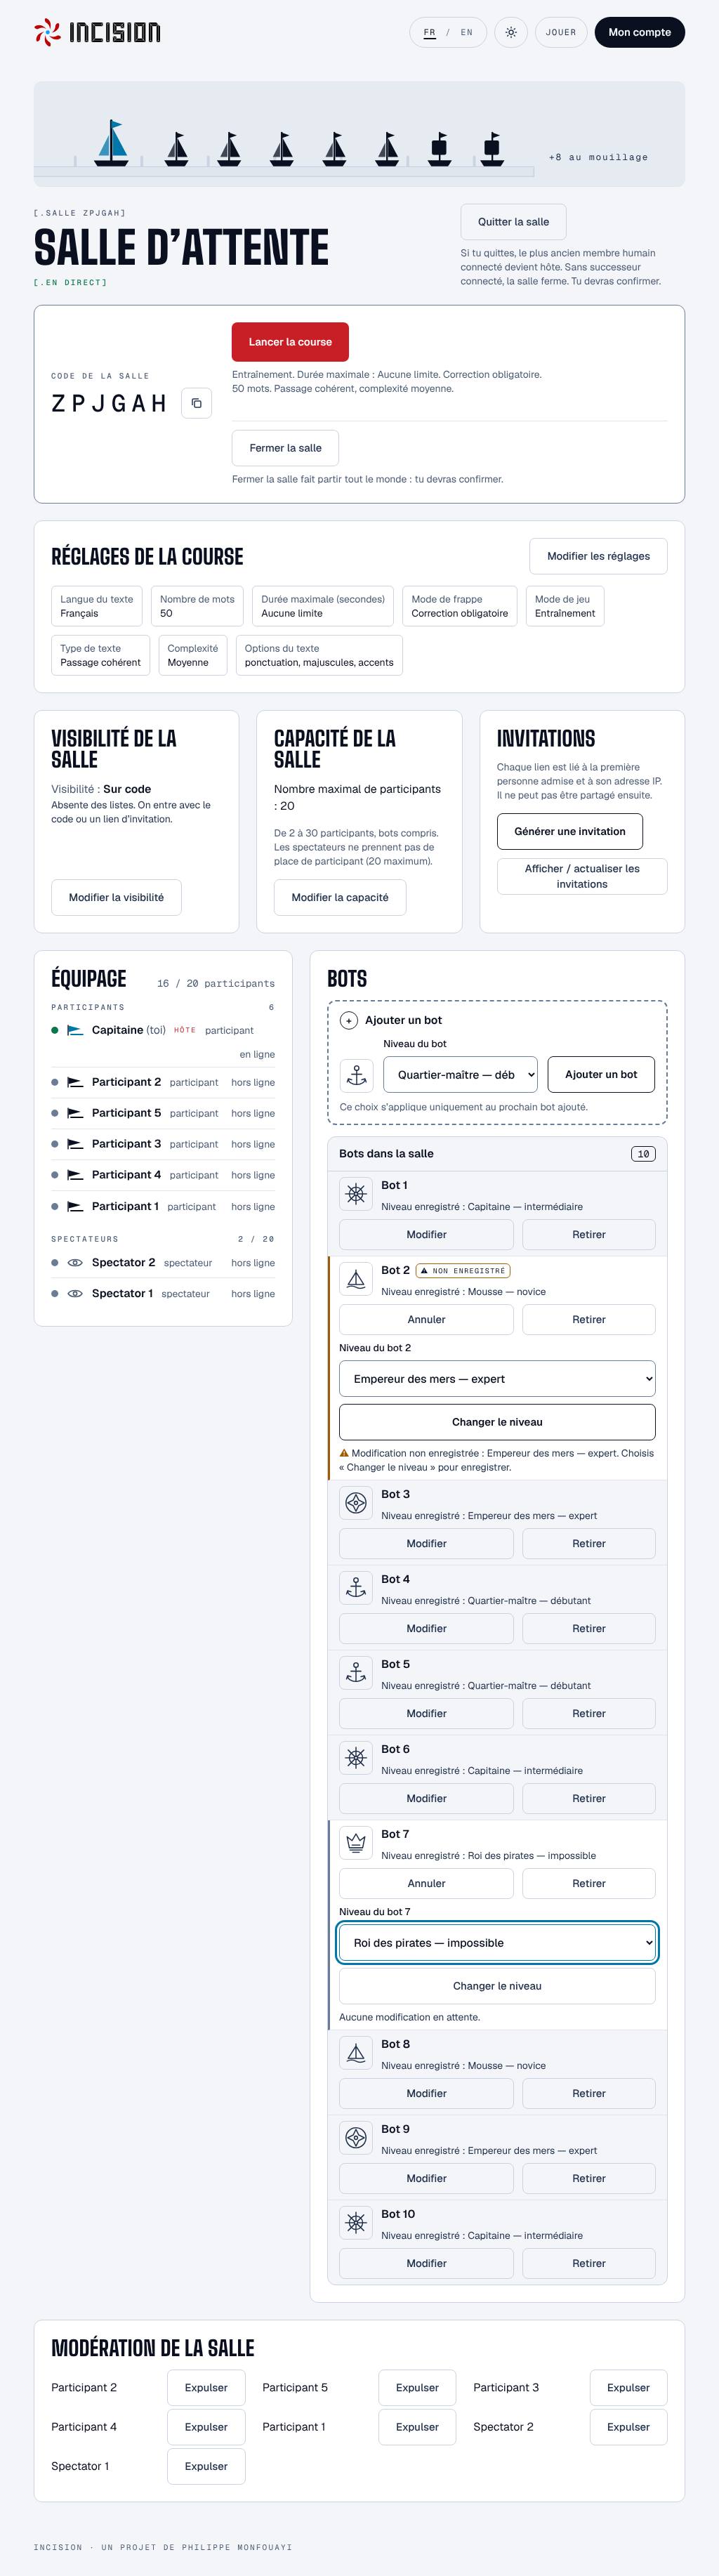 INCISION
FR / EN
JOUER
Mon compte
+8 au mouillage
[.SALLE ZPJGAH]
SALLE D'ATTENTE
[.EN DIRECT]
Quitter la salle
Si tu quittes, le plus ancien membre humain
connecté devient hôte. Sans successeur
connecté, la salle ferme. Tu devras confirmer.
CODE DE LA SALLE
ZPJGAH
Lancer la course
Entraînement. Durée maximale : Aucune limite. Correction obligatoire.
50 mots. Passage cohérent, complexité moyenne.
Fermer la salle
Fermer la salle fait partir tout le monde : tu devras confirmer.
RÉGLAGES DE LA COURSE
Modifier les réglages
Langue du texte
Français
Nombre de mots
50
Durée maximale (secondes)
Aucune limite
Mode de frappe
Correction obligatoire
Mode de jeu
Entraînement
Type de texte
Passage cohérent
Complexité
Moyenne
Options du texte
ponctuation, majuscules, accents
VISIBILITÉ DE LA
SALLE
Visibilité : Sur code
Absente des listes. On entre avec le
code ou un lien d'invitation.
Modifier la visibilité
CAPACITÉ DE LA
SALLE
Nombre maximal de participants
: 20
De 2 à 30 participants, bots compris.
Les spectateurs ne prennent pas de
place de participant (20 maximum).
Modifier la capacité
INVITATIONS
Chaque lien est lié à la première
personne admise et à son adresse IP.
Il ne peut pas être partagé ensuite.
Générer une invitation
Afficher / actualiser les
invitations
ÉQUIPAGE
16 / 20 participants
PARTICIPANTS 6
Capitaine (toi) HÔTE participant
en ligne
Participant 2 participant hors ligne
Participant 5 participant hors ligne
Participant 3 participant hors ligne
Participant 4 participant hors ligne
Participant 1 participant hors ligne
SPECTATEURS 2 / 20
Spectator 2 spectateur hors ligne
Spectator 1 spectateur hors ligne
BOTS
+ Ajouter un bot
Niveau du bot
Quartier-maître — déb
Ajouter un bot
Ce choix s'applique uniquement au prochain bot ajouté.
Bots dans la salle 10
Bot 1
Niveau enregistré : Capitaine — intermédiaire
Modifier Retirer
Bot 2 NON ENREGISTRÉ
Niveau enregistré : Mousse — novice
Annuler Retirer
Niveau du bot 2
Empereur des mers — expert
Changer le niveau
Modification non enregistrée : Empereur des mers — expert. Choisis
« Changer le niveau » pour enregistrer.
Bot 3
Niveau enregistré : Empereur des mers — expert
Modifier Retirer
Bot 4
Niveau enregistré : Quartier-maître — débutant
Modifier Retirer
Bot 5
Niveau enregistré : Quartier-maître — débutant
Modifier Retirer
Bot 6
Niveau enregistré : Capitaine — intermédiaire
Modifier Retirer
Bot 7
Niveau enregistré : Roi des pirates — impossible
Annuler Retirer
Niveau du bot 7
Roi des pirates — impossible
Changer le niveau
Aucune modification en attente.
Bot 8
Niveau enregistré : Mousse — novice
Modifier Retirer
Bot 9
Niveau enregistré : Empereur des mers — expert
Modifier Retirer
Bot 10
Niveau enregistré : Capitaine — intermédiaire
Modifier Retirer
MODÉRATION DE LA SALLE
Participant 2 Expulser Participant 5 Expulser Participant 3 Expulser
Participant 4 Expulser Participant 1 Expulser Spectator 2 Expulser
Spectator 1 Expulser
INCISION · UN PROJET DE PHILIPPE MONFOUAYI